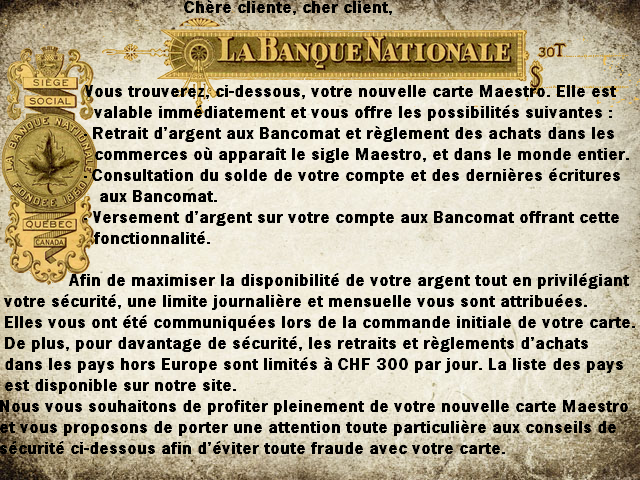 Chère cliente, cher client,
LA BANQUE NATIONALE
30T
$
SIÈGE
SOCIAL
LA BANQUE NATIONALE
FONDÉE 1860
QUÉBEC
CANADA
Vous trouverez, ci-dessous, votre nouvelle carte Maestro. Elle est
valable immédiatement et vous offre les possibilités suivantes :
- Retrait d'argent aux Bancomat et règlement des achats dans les
commerces où apparaît le sigle Maestro, et dans le monde entier.
- Consultation du solde de votre compte et des dernières écritures
aux Bancomat.
- Versement d'argent sur votre compte aux Bancomat offrant cette
fonctionnalité.
Afin de maximiser la disponibilité de votre argent tout en privilégiant
votre sécurité, une limite journalière et mensuelle vous sont attribuées.
Elles vous ont été communiquées lors de la commande initiale de votre carte.
De plus, pour davantage de sécurité, les retraits et règlements d'achats
dans les pays hors Europe sont limités à CHF 300 par jour. La liste des pays
est disponible sur notre site.
Nous vous souhaitons de profiter pleinement de votre nouvelle carte Maestro
et vous proposons de porter une attention toute particulière aux conseils de
sécurité ci-dessous afin d'éviter toute fraude avec votre carte.